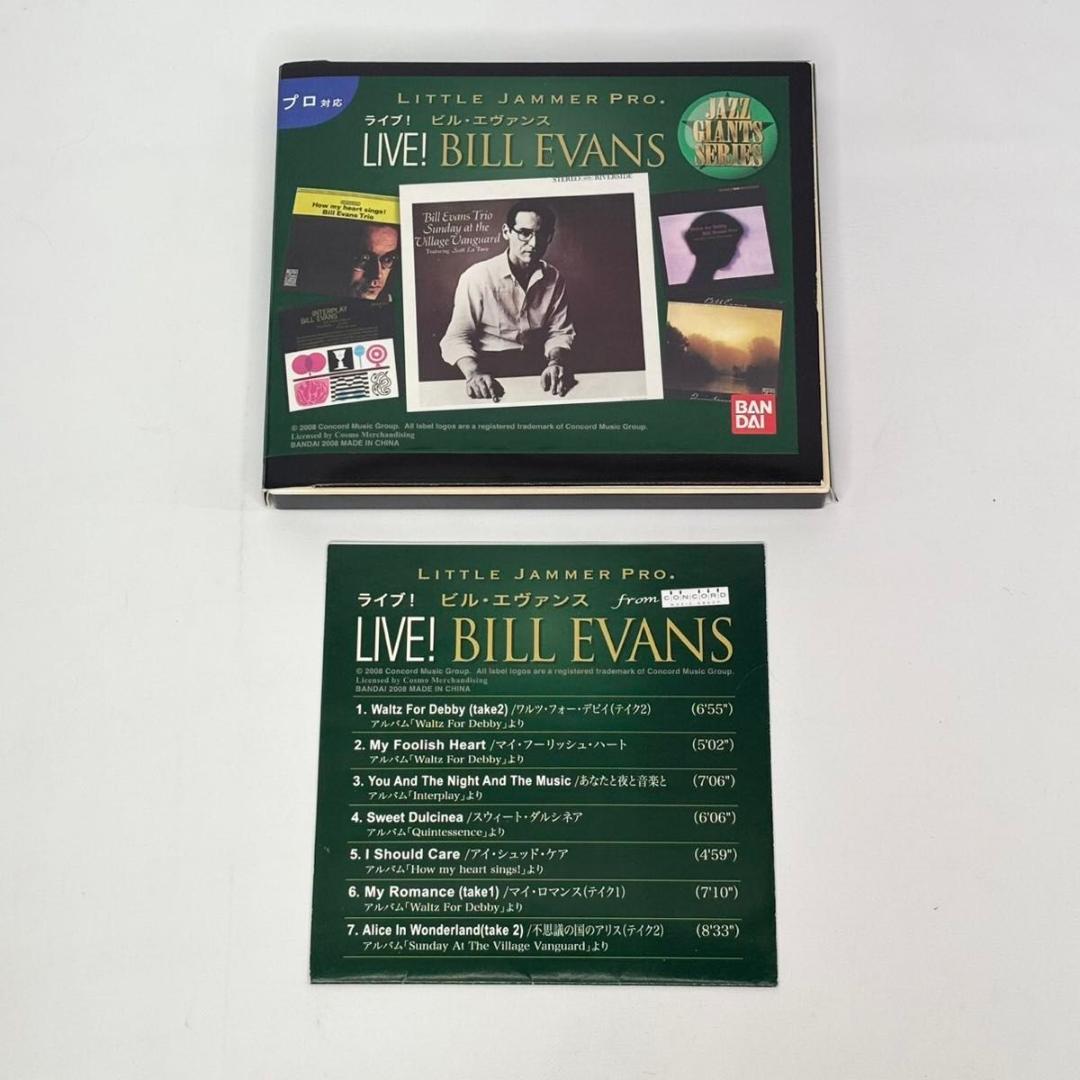 プロ対応
LITTLE JAMMER PRO.
ライブ! ビル・エヴァンス
LIVE! BILL EVANS
JAZZ
GIANTS
SERIES
STEREO RIVERSIDE
How my heart sings!
Bill Evans Trio
Bill Evans Trio
Sunday at the
Village Vanguard
Featuring Scott La Faro
INTERPLAY
BILL EVANS
BAN
DAI
© 2008 Concord Music Group. All label logos are a registered trademark of Concord Music Group.
Licensed by Cosmo Merchandising
BANDAI 2008 MADE IN CHINA
LITTLE JAMMER PRO.
ライブ! ビル・エヴァンス from CONCORD
MUSIC GROUP
LIVE! BILL EVANS
© 2008 Concord Music Group. All label logos are a registered trademark of Concord Music Group.
Licensed by Cosmo Merchandising
BANDAI 2008 MADE IN CHINA
1. Waltz For Debby (take2) /ワルツ・フォー・デビイ(テイク2) (6'55")
アルバム「Waltz For Debby」より
2. My Foolish Heart /マイ・フーリッシュ・ハート (5'02")
アルバム「Waltz For Debby」より
3. You And The Night And The Music /あなたと夜と音楽と (7'06")
アルバム「Interplay」より
4. Sweet Dulcinea /スウィート・ダルシネア (6'06")
アルバム「Quintessence」より
5. I Should Care /アイ・シュッド・ケア (4'59")
アルバム「How my heart sings!」より
6. My Romance (take1) /マイ・ロマンス(テイク1) (7'10")
アルバム「Waltz For Debby」より
7. Alice In Wonderland(take 2) /不思議の国のアリス(テイク2) (8'33")
アルバム「Sunday At The Village Vanguard」より